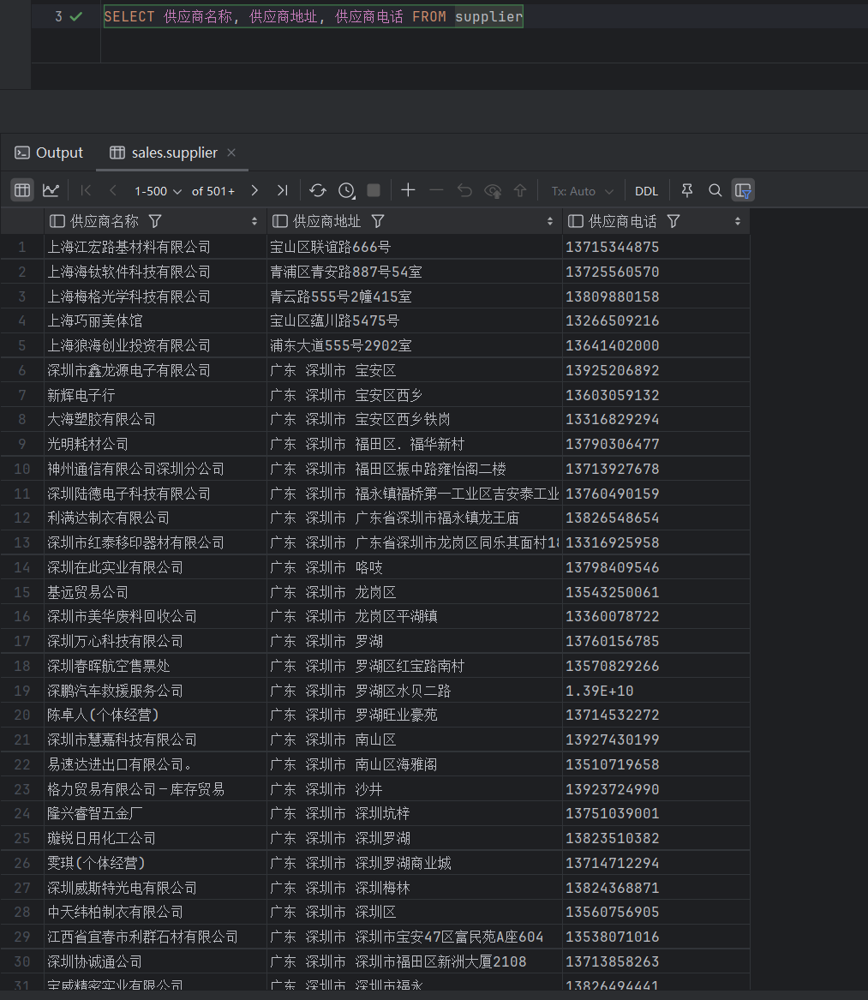 3 SELECT 供应商名称, 供应商地址, 供应商电话 FROM supplier
Output sales.supplier
1-500 of 501+ Tx: Auto DDL
供应商名称 供应商地址 供应商电话
1 上海江宏路基材料有限公司 宝山区联谊路666号 13715344875
2 上海海钛软件科技有限公司 青浦区青安路887号54室 13725560570
3 上海梅格光学科技有限公司 青云路555号2幢415室 13809880158
4 上海巧丽美体馆 宝山区蕴川路5475号 13266509216
5 上海狼海创业投资有限公司 浦东大道555号2902室 13641402000
6 深圳市鑫龙源电子有限公司 广东 深圳市 宝安区 13925206892
7 新辉电子行 广东 深圳市 宝安区西乡 13603059132
8 大海塑胶有限公司 广东 深圳市 宝安区西乡铁岗 13316829294
9 光明耗材公司 广东 深圳市 福田区．福华新村 13790306477
10 神州通信有限公司深圳分公司 广东 深圳市 福田区振中路雍怡阁二楼 13713927678
11 深圳陆德电子科技有限公司 广东 深圳市 福永镇福桥第一工业区吉安泰工业 13760490159
12 利满达制衣有限公司 广东 深圳市 广东省深圳市福永镇龙王庙 13826548654
13 深圳市红泰移印器材有限公司 广东 深圳市 广东省深圳市龙岗区同乐其面村18 13316925958
14 深圳在此实业有限公司 广东 深圳市 咯吱 13798409546
15 基远贸易公司 广东 深圳市 龙岗区 13543250061
16 深圳市美华废料回收公司 广东 深圳市 龙岗区平湖镇 13360078722
17 深圳万心科技有限公司 广东 深圳市 罗湖 13760156785
18 深圳春晖航空售票处 广东 深圳市 罗湖区红宝路南村 13570829266
19 深鹏汽车救援服务公司 广东 深圳市 罗湖区水贝二路 1.39E+10
20 陈卓人(个体经营) 广东 深圳市 罗湖旺业豪苑 13714532272
21 深圳市慧嘉科技有限公司 广东 深圳市 南山区 13927430199
22 易速达进出口有限公司。 广东 深圳市 南山区海雅阁 13510719658
23 格力贸易有限公司－库存贸易 广东 深圳市 沙井 13923724990
24 隆兴睿智五金厂 广东 深圳市 深圳坑梓 13751039001
25 璇锐日用化工公司 广东 深圳市 深圳罗湖 13823510382
26 雯琪(个体经营) 广东 深圳市 深圳罗湖商业城 13714712294
27 深圳威斯特光电有限公司 广东 深圳市 深圳梅林 13824368871
28 中天纬柏制衣有限公司 广东 深圳市 深圳区 13560756905
29 江西省宜春市利群石材有限公司 广东 深圳市 深圳市宝安47区富民苑A座604 13538071016
30 深圳协诚通公司 广东 深圳市 深圳市福田区新洲大厦2108 13713858263
31 宝威精密实业有限公司 广东 深圳市 深圳市福永 13826494441